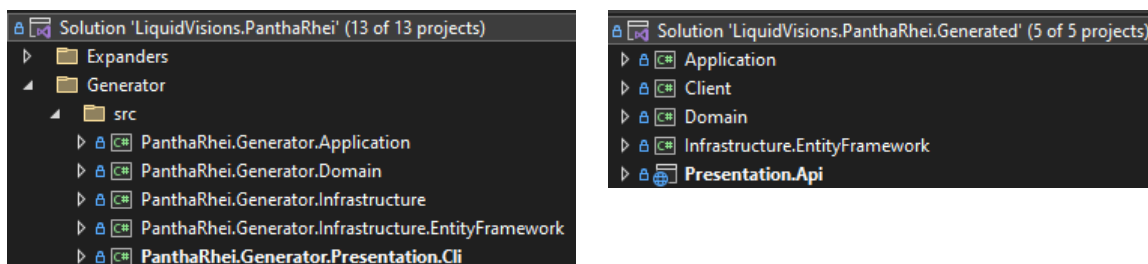 Solution 'LiquidVisions.PanthaRhei' (13 of 13 projects)
Expanders
Generator
src
C# PanthaRhei.Generator.Application
C# PanthaRhei.Generator.Domain
C# PanthaRhei.Generator.Infrastructure
C# PanthaRhei.Generator.Infrastructure.EntityFramework
C# PanthaRhei.Generator.Presentation.Cli
Solution 'LiquidVisions.PanthaRhei.Generated' (5 of 5 projects)
C# Application
C# Client
C# Domain
C# Infrastructure.EntityFramework
Presentation.Api